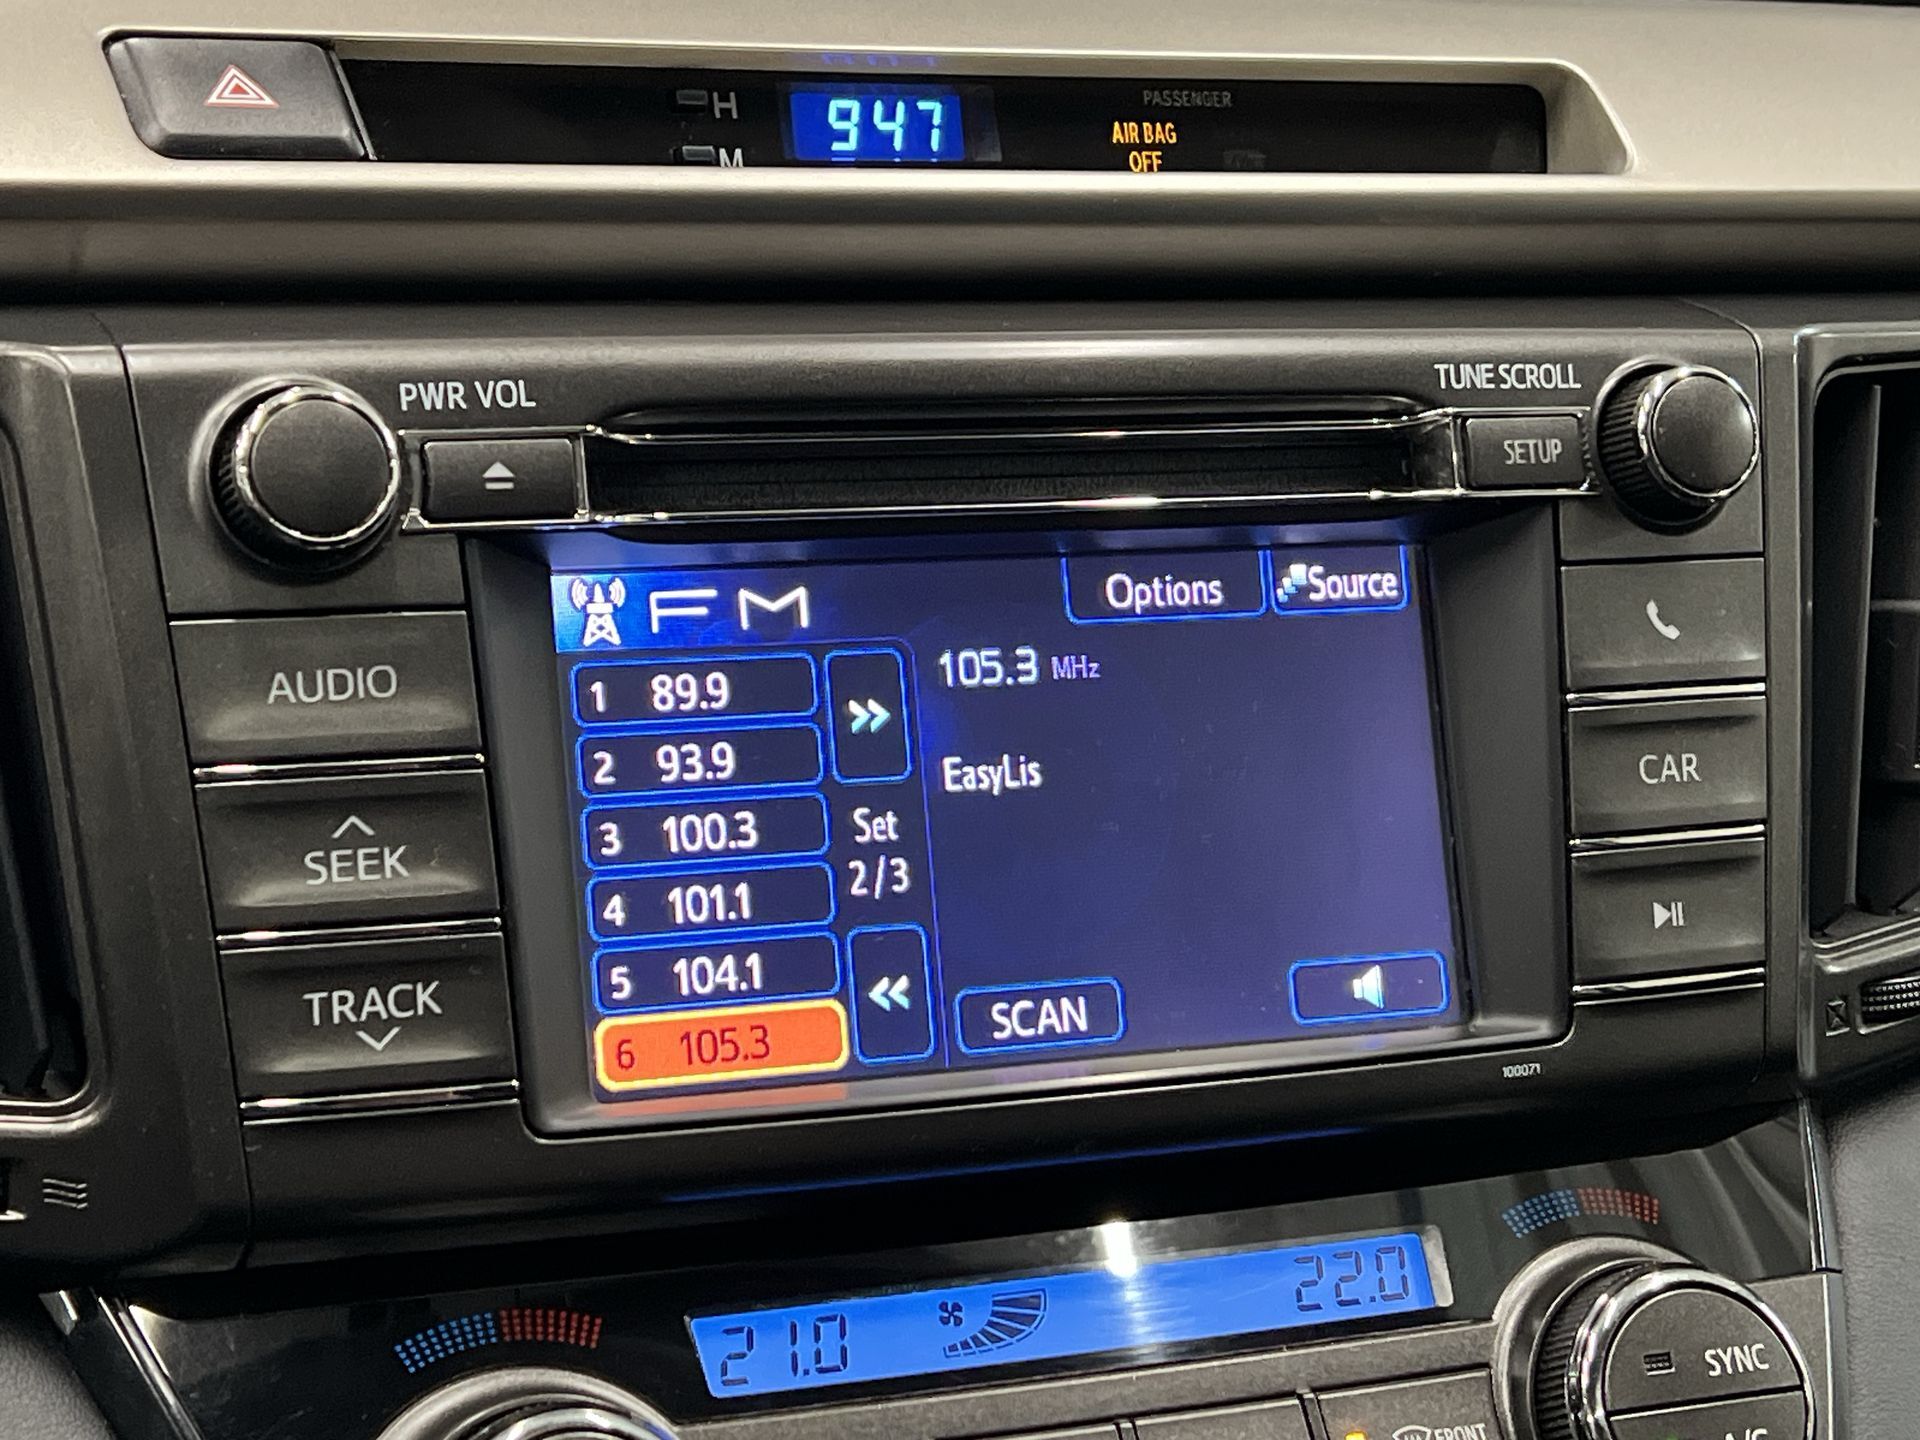 H
947
PASSENGER
AIR BAG
OFF
M
PWR VOL
TUNE SCROLL
SETUP
FM
Options
Source
AUDIO
1 89.9
105.3 MHz
2 93.9
EasyLis
CAR
3 100.3
Set
2/3
SEEK
4 101.1
5 104.1
TRACK
6 105.3
SCAN
100071
21.0
22.0
SYNC
FRONT
A/C